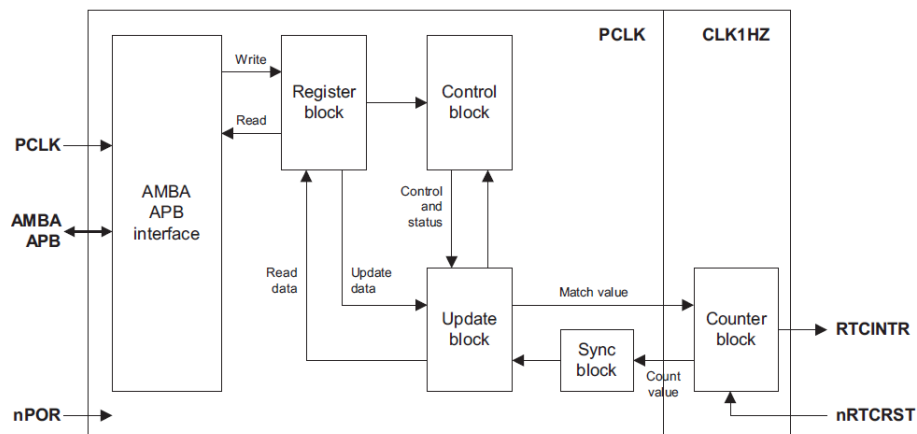 PCLK
CLK1HZ
Write
Register
block
Control
block
Read
PCLK
AMBA
APB
interface
AMBA
APB
Control
and
status
Read
data
Update
data
Match value
Update
block
Sync
block
Counter
block
RTCINTR
Count
value
nPOR
nRTCRST